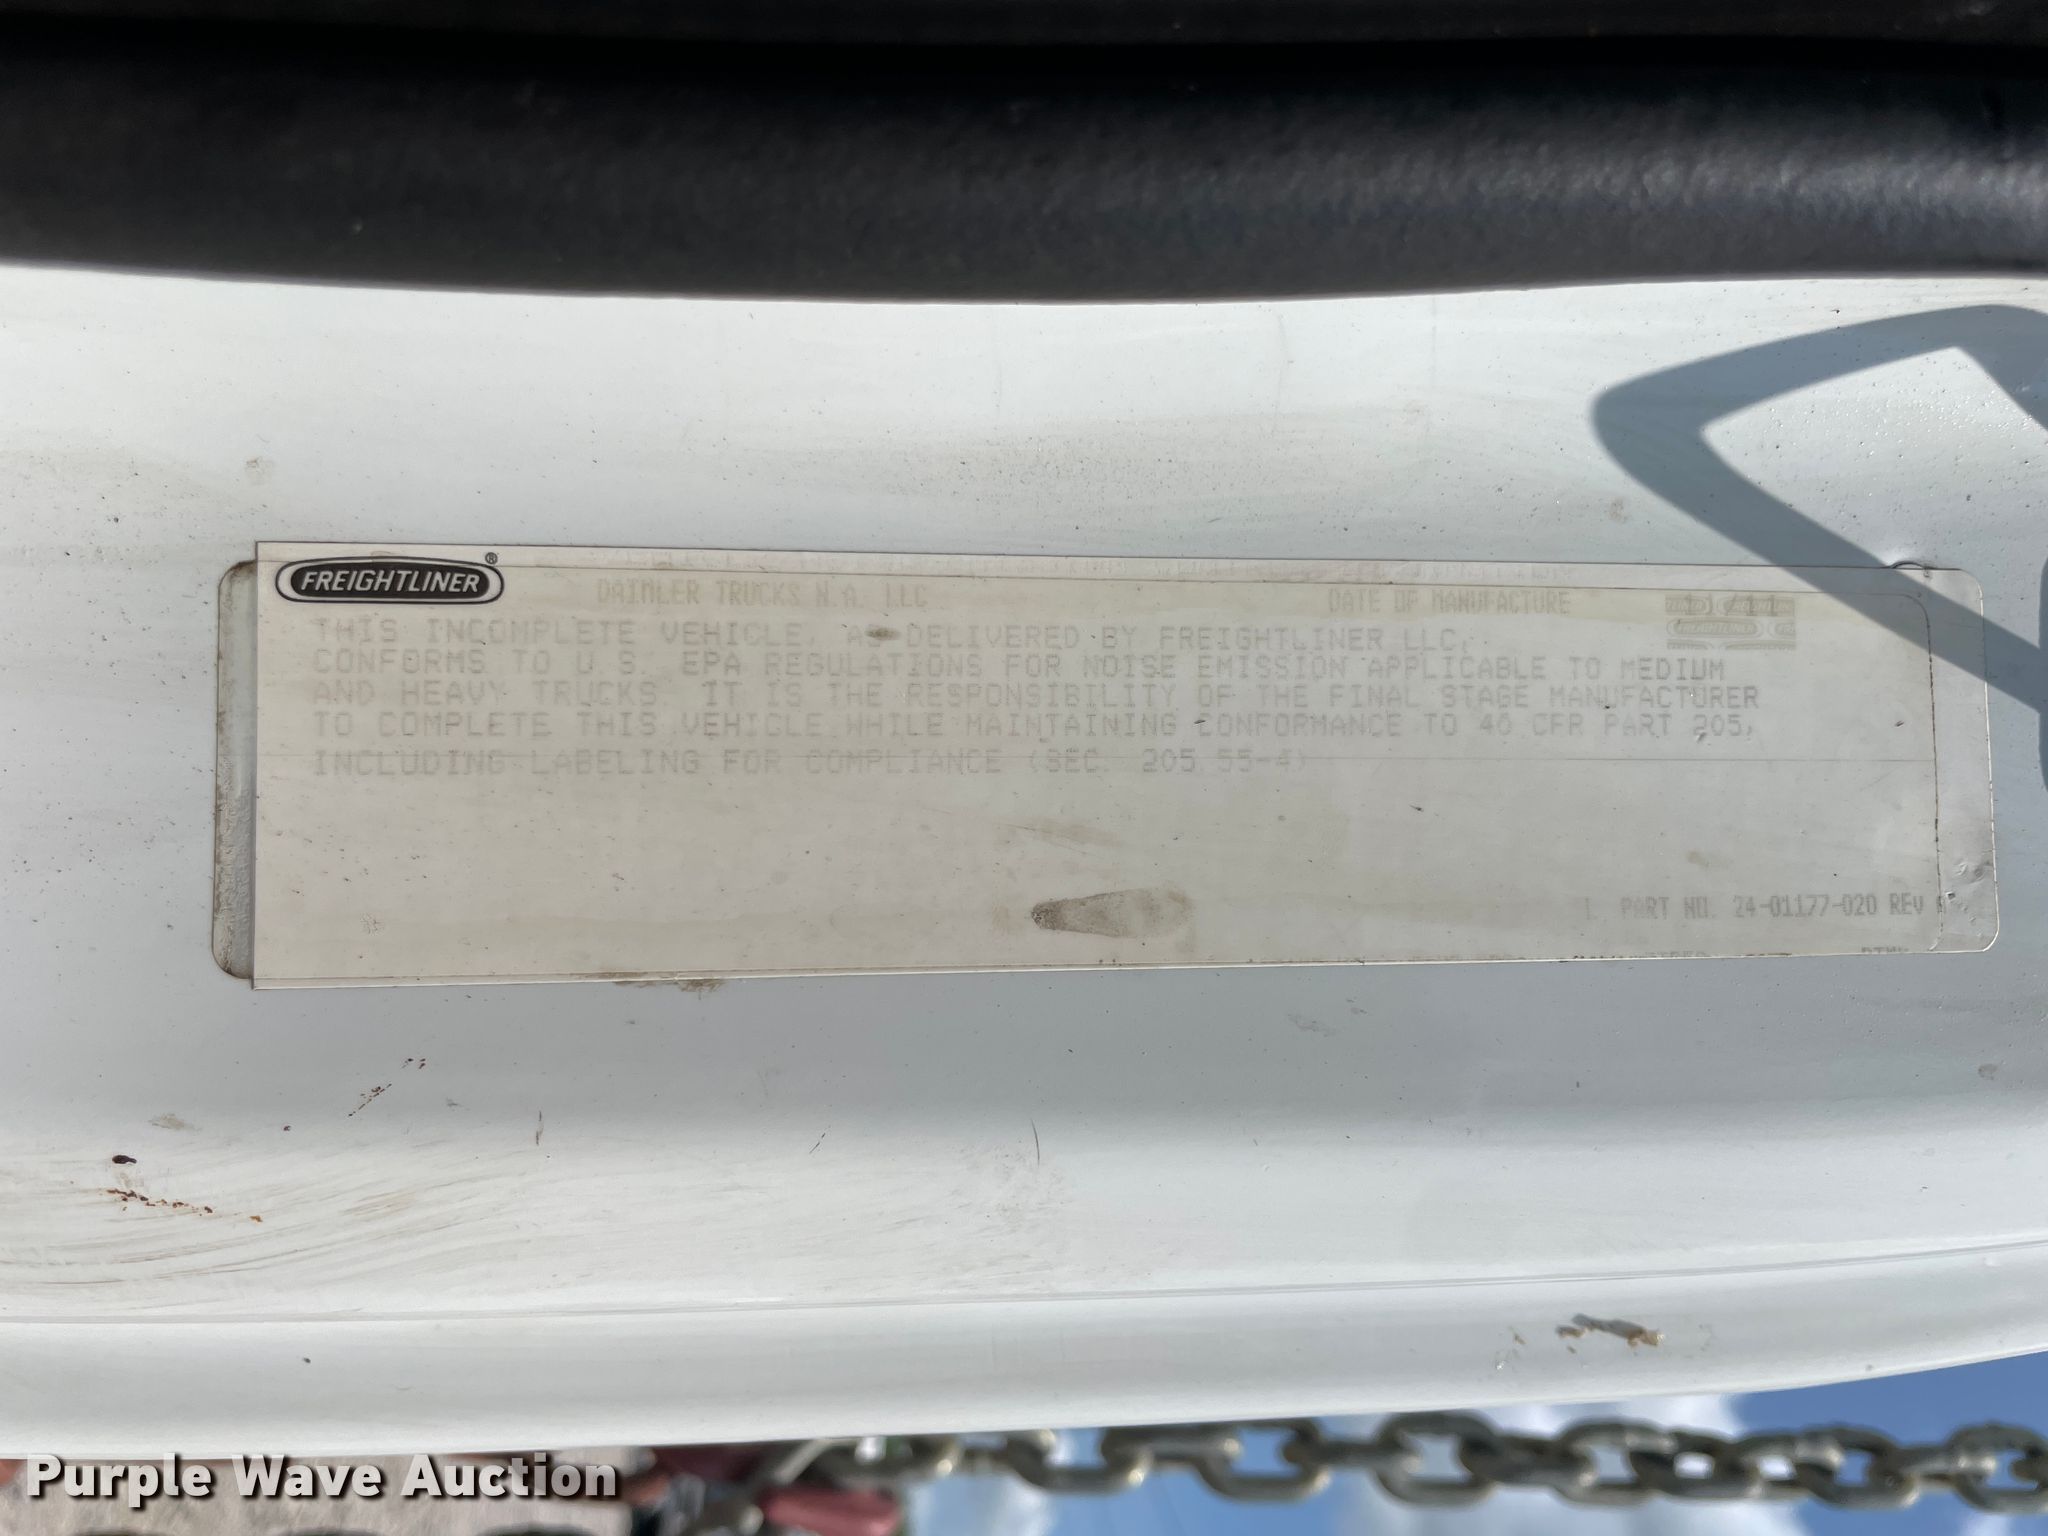 FREIGHTLINER®
DAIMLER TRUCKS N.A. LLC DATE OF MANUFACTURE 11/11
THIS INCOMPLETE VEHICLE, AS DELIVERED BY FREIGHTLINER LLC,
CONFORMS TO U.S. EPA REGULATIONS FOR NOISE EMISSION APPLICABLE TO MEDIUM
AND HEAVY TRUCKS. IT IS THE RESPONSIBILITY OF THE FINAL STAGE MANUFACTURER
TO COMPLETE THIS VEHICLE WHILE MAINTAINING CONFORMANCE TO 40 CFR PART 205,
INCLUDING LABELING FOR COMPLIANCE (SEC. 205.55-4)
PART NO. 24-01177-020 REV
Purple Wave Auction